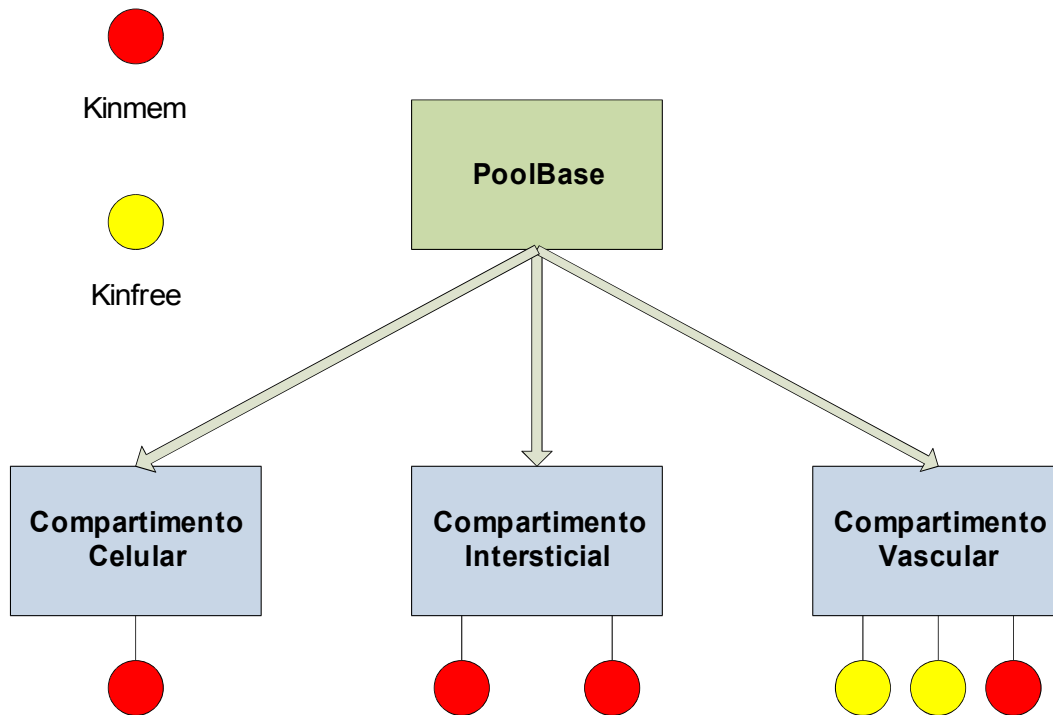 Kinmem
PoolBase
Kinfree
Compartimento
Celular
Compartimento
Intersticial
Compartimento
Vascular